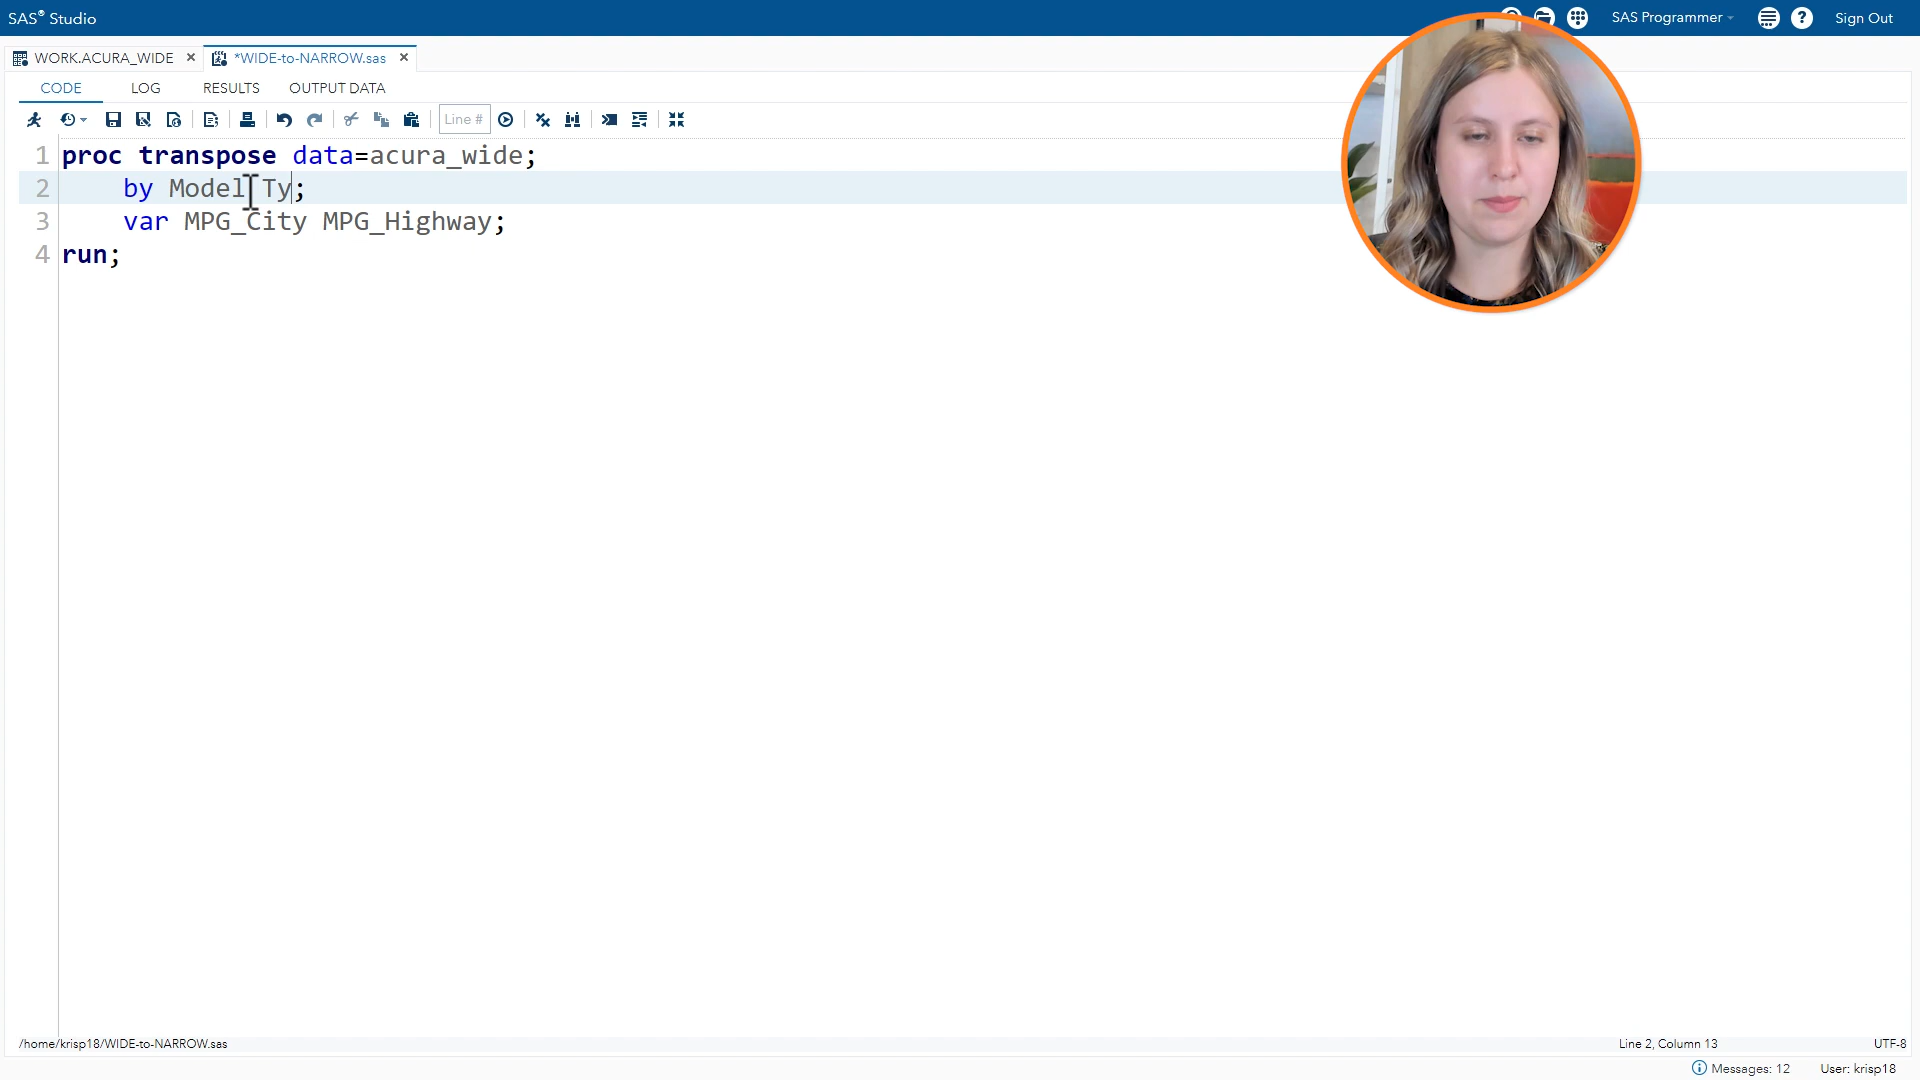 SAS® Studio
SAS Programmer
Sign Out
WORK.ACURA_WIDE
*WIDE-to-NARROW.sas
CODE LOG RESULTS OUTPUT DATA
Line #
1 proc transpose data=acura_wide;
2 by Model Ty;
3 var MPG_City MPG_Highway;
4 run;
/home/krisp18/WIDE-to-NARROW.sas
Line 2, Column 13
UTF-8
Messages: 12
User: krisp18